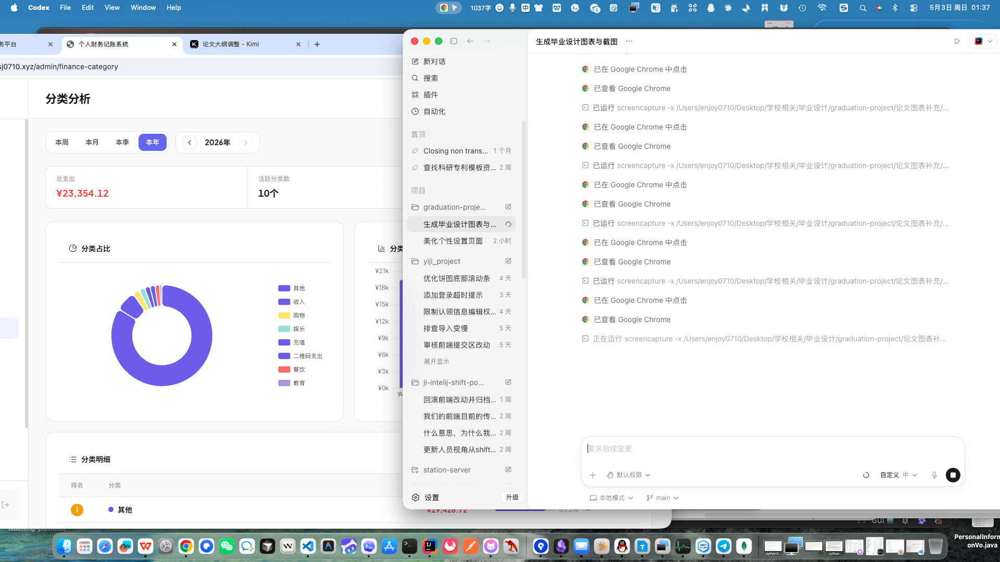 Codex File Edit View Window Help
1037字
5月3日 周日 01:37
务平台
个人财务记账系统
论文大纲调整 - Kimi
sj0710.xyz/admin/finance-category
分类分析
本周 本月 本季 本年
2026年
总支出
¥23,354.12
活跃分类数
10个
分类占比
其他
收入
购物
娱乐
充值
二维码支出
餐饮
教育
分类
¥21k
¥18k
¥15k
¥12k
¥9k
¥6k
¥3k
¥0k
分类明细
排名 分类
1 其他 ¥19,428.72 83.2%
新对话
搜索
插件
自动化
置顶
Closing non trans... 1 个月
查找科研专利模板资... 2 周
项目
graduation-proje...
生成毕业设计图表与...
美化个性设置页面 2 小时
yiji_project
优化饼图底部滚动条 4 天
添加登录超时提示 3 天
限制认领信息编辑权... 4 天
排查导入变慢 5 天
审核前端提交区改动 5 天
展开显示
jl-intelij-shift-po...
回滚前端改动并归档... 1 周
我们的前端目前的传... 2 周
什么意思，为什么我... 2 周
更新人员视角从shift... 2 周
station-server
设置 升级
生成毕业设计图表与截图 ...
已在 Google Chrome 中点击
已查看 Google Chrome
已运行 screencapture -x /Users/enjoy0710/Desktop/学校相关/毕业设计/graduation-project/论文图表补充/...
已在 Google Chrome 中点击
已查看 Google Chrome
已运行 screencapture -x /Users/enjoy0710/Desktop/学校相关/毕业设计/graduation-project/论文图表补充/...
已在 Google Chrome 中点击
已查看 Google Chrome
已运行 screencapture -x /Users/enjoy0710/Desktop/学校相关/毕业设计/graduation-project/论文图表补充/...
已在 Google Chrome 中点击
已查看 Google Chrome
已运行 screencapture -x /Users/enjoy0710/Desktop/学校相关/毕业设计/graduation-project/论文图表补充/...
已在 Google Chrome 中点击
已查看 Google Chrome
正在运行 screencapture -x /Users/enjoy0710/Desktop/学校相关/毕业设计/graduation-project/论文图表补...
要求后续变更
默认权限
自定义 中
本地模式 main
GUI
labelling-platform
PersonalInform
onVo.java